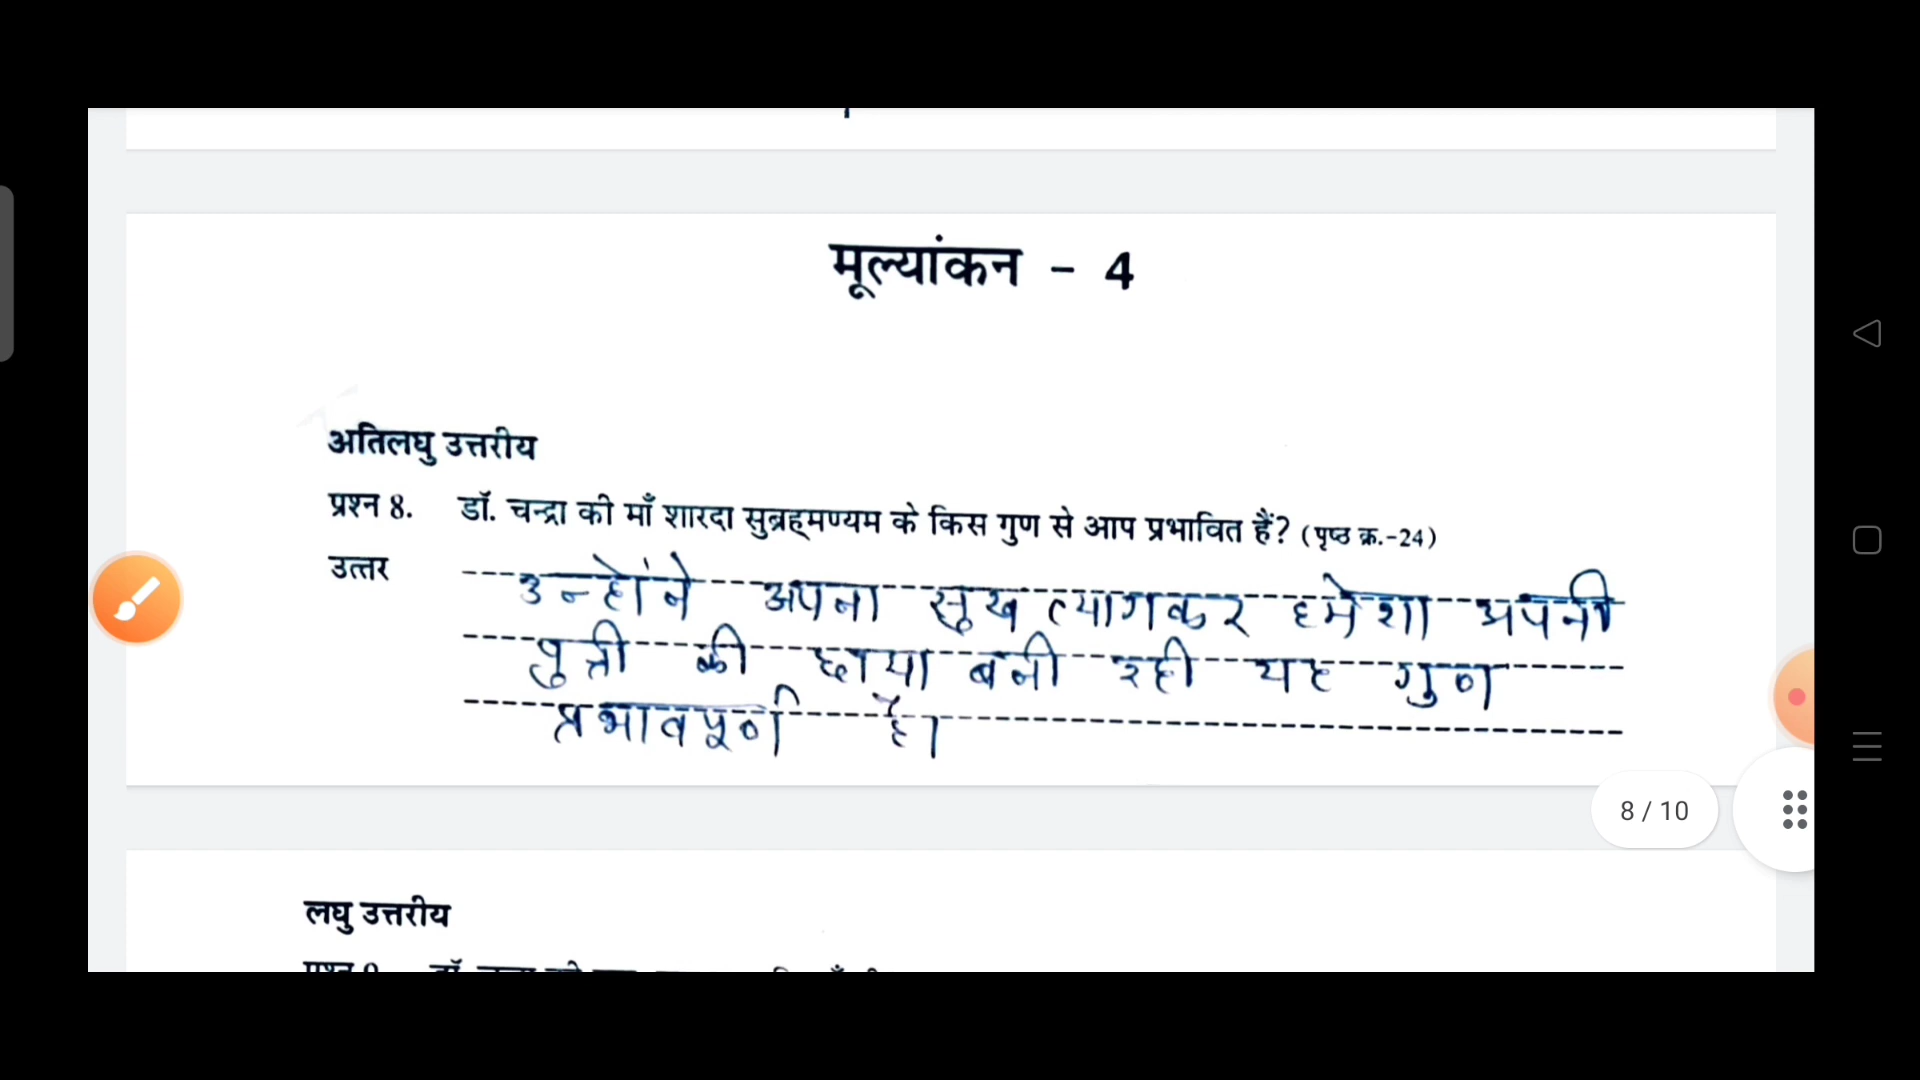 मूल्यांकन - 4
अतिलघु उत्तरीय
प्रश्न 8. डॉ. चन्द्रा की माँ शारदा सुब्रह्मण्यम के किस गुण से आप प्रभावित हैं? (पृष्ठ क्र.-24)
उत्तर उन्होंने अपना सुख त्यागकर हमेशा अपनी
पुत्री की छाया बनी रही यह गुण
प्रभावपूर्ण है।
8 / 10
लघु उत्तरीय